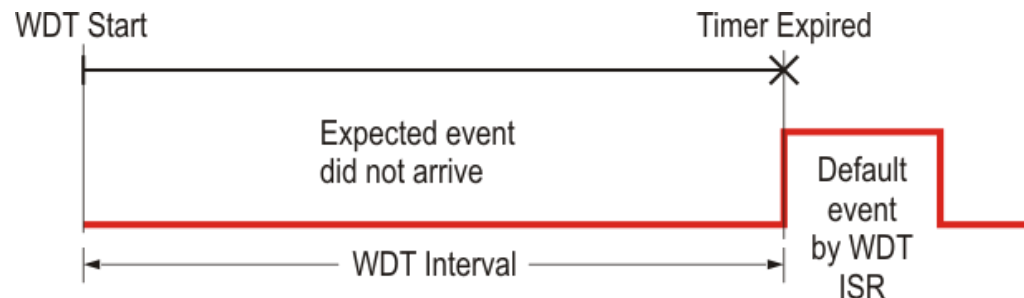 WDT Start
Timer Expired
Expected event
did not arrive
Default
event
by WDT
ISR
WDT Interval